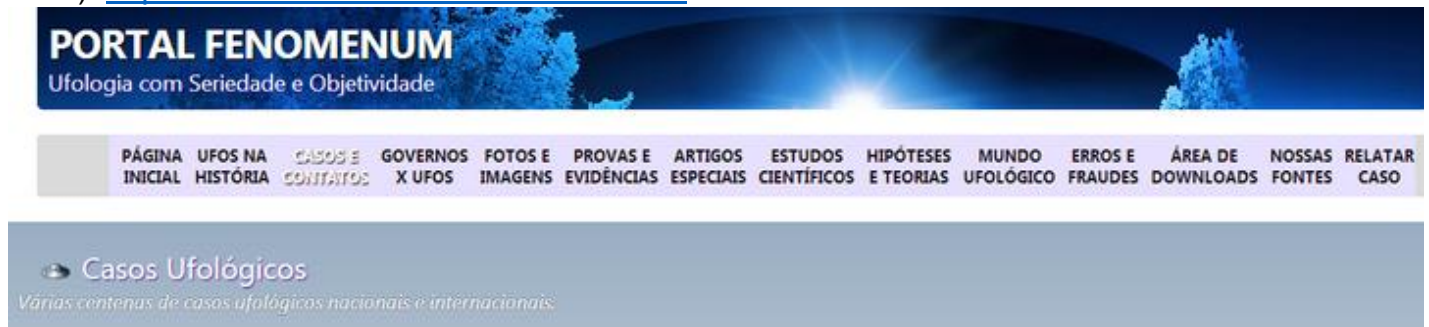 PORTAL FENOMENUM
Ufologia com Seriedade e Objetividade
PÁGINA INICIAL
UFOS NA HISTÓRIA
CASOS E CONTATOS
GOVERNOS X UFOS
FOTOS E IMAGENS
PROVAS E EVIDÊNCIAS
ARTIGOS ESPECIAIS
ESTUDOS CIENTÍFICOS
HIPÓTESES E TEORIAS
MUNDO UFOLÓGICO
ERROS E FRAUDES
ÁREA DE DOWNLOADS
NOSSAS FONTES
RELATAR CASO
Casos Ufológicos
Várias centenas de casos ufológicos nacionais e internacionais.